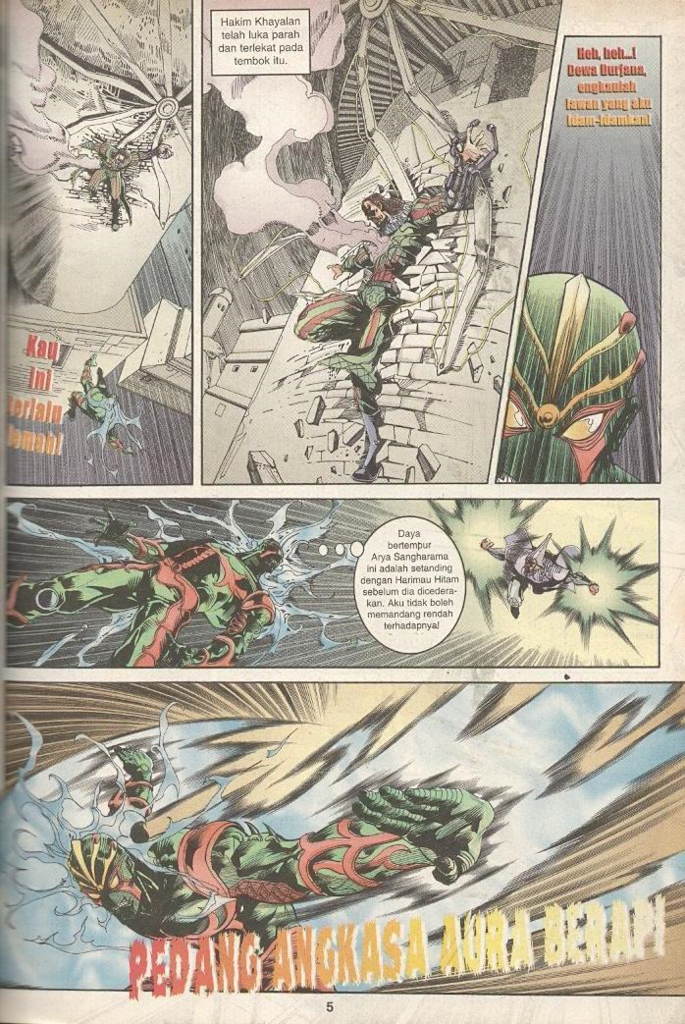 Hakim Khayalan
telah luka parah
dan terlekat pada
tembok itu.
Heh, heh...!
Dewa Durjana,
engkaulah
lawan yang aku
idam-idamkan!
Kau
ini
terlalu
lemah!
Daya
bertempur
Arya Sangharama
ini adalah setanding
dengan Harimau Hitam
sebelum dia dicedera-
kan. Aku tidak boleh
memandang rendah
terhadapnya!
PEDANG ANGKASA AURA BERAPI
5